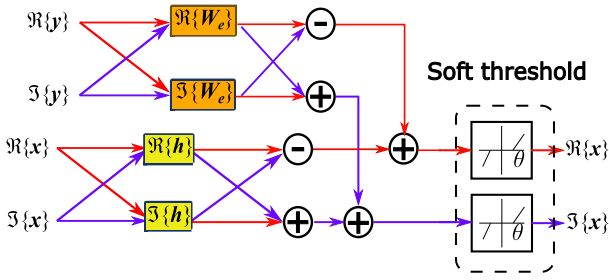 ℜ{y} ℜ{W_e} -
ℑ{y} ℑ{W_e} +
Soft threshold
ℜ{x} ℜ{h} - + θ ℜ{x}
ℑ{x} ℑ{h} + + θ ℑ{x}